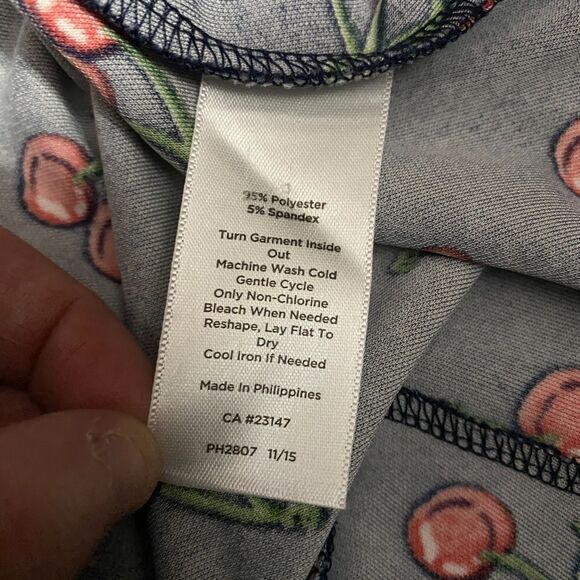 95% Polyester
5% Spandex
Turn Garment Inside
Out
Machine Wash Cold
Gentle Cycle
Only Non-Chlorine
Bleach When Needed
Reshape, Lay Flat To
Dry
Cool Iron If Needed
Made In Philippines
CA #23147
PH2807 11/15